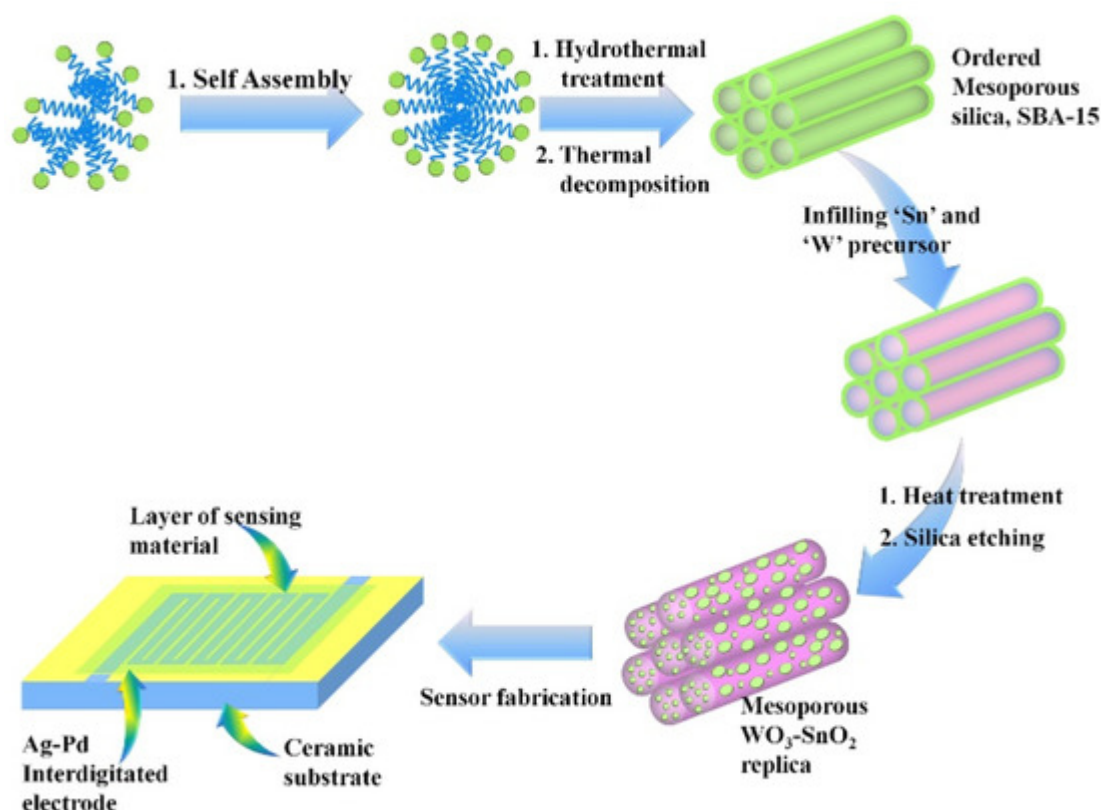 1. Self Assembly
1. Hydrothermal
treatment
2. Thermal
decomposition
Ordered
Mesoporous
silica, SBA-15
Infilling ‘Sn’ and
‘W’ precursor
1. Heat treatment
2. Silica etching
Mesoporous
WO₃-SnO₂
replica
Sensor fabrication
Layer of sensing
material
Ag-Pd
Interdigitated
electrode
Ceramic
substrate